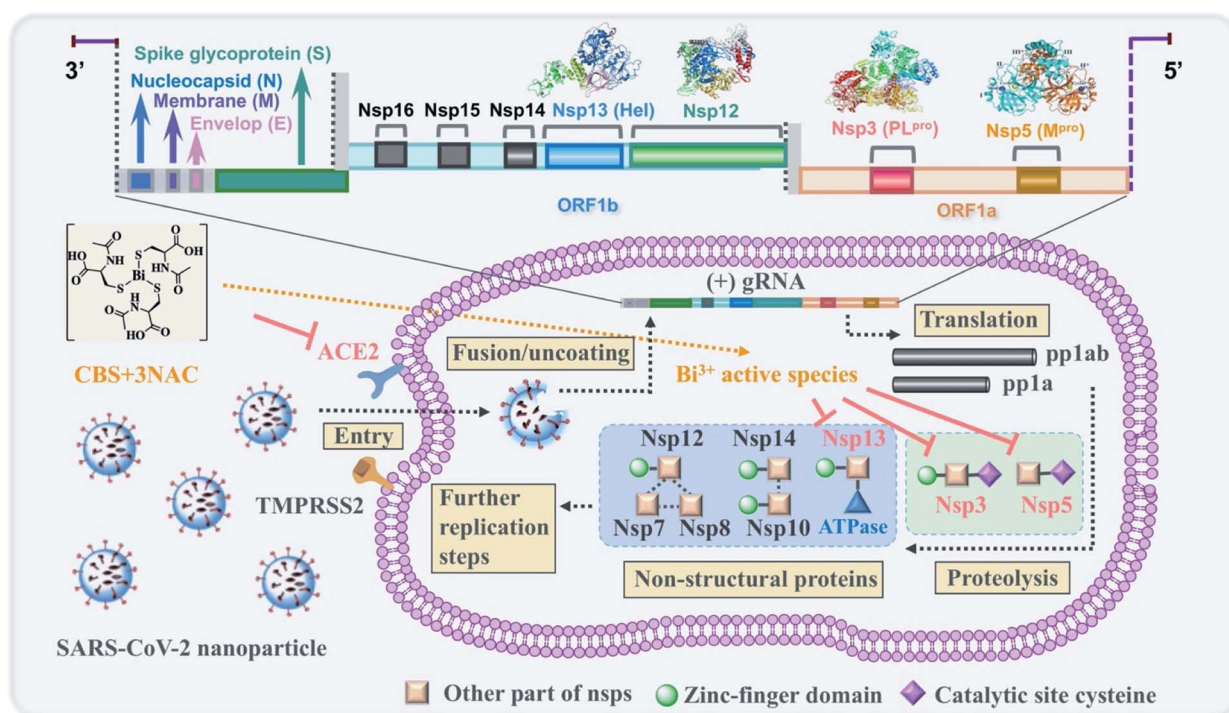 3’
5’
Spike glycoprotein (S)
Nucleocapsid (N)
Membrane (M)
Envelop (E)
Nsp16
Nsp15
Nsp14
Nsp13 (Hel)
Nsp12
Nsp3 (PLpro)
Nsp5 (Mpro)
ORF1b
ORF1a
O
O
OH
HO
NH
S
HN
O
O
S
Bi
S
O
H
N
O
O
HO
O
CBS+3NAC
ACE2
(+) gRNA
Fusion/uncoating
Translation
pp1ab
pp1a
Bi3+ active species
Entry
TMPRSS2
Nsp12
Nsp14
Nsp13
Nsp7
Nsp8
Nsp10
ATPase
Nsp3
Nsp5
Further
replication
steps
Non-structural proteins
Proteolysis
SARS-CoV-2 nanoparticle
Other part of nsps
Zinc-finger domain
Catalytic site cysteine